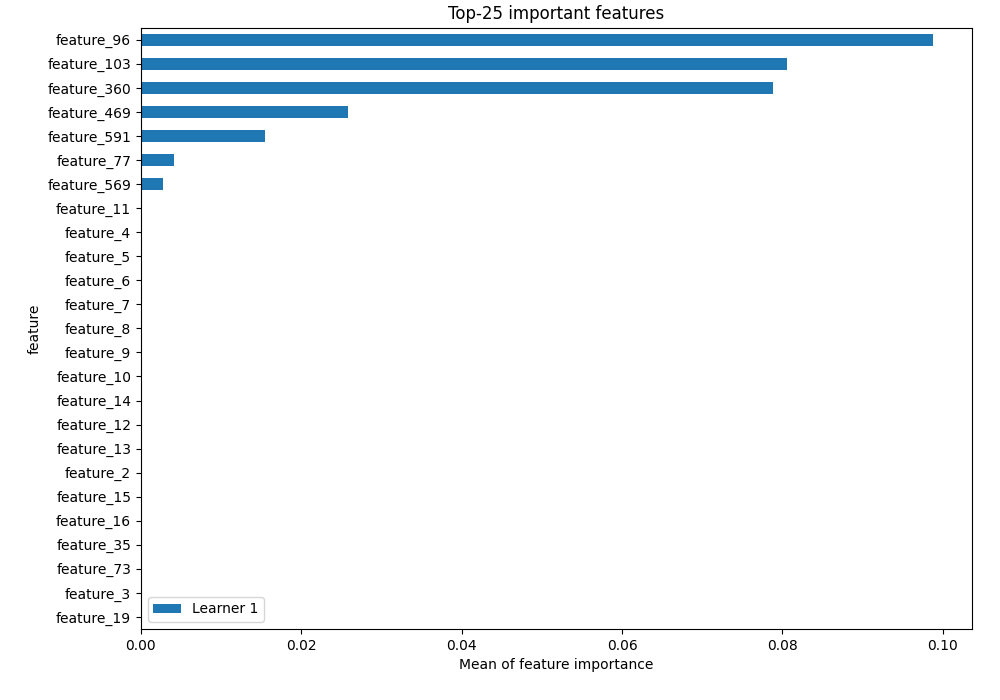 Top-25 important features
feature_96
feature_103
feature_360
feature_469
feature_591
feature_77
feature_569
feature_11
feature_4
feature_5
feature_6
feature_7
feature_8
feature_9
feature_10
feature_14
feature_12
feature_13
feature_2
feature_15
feature_16
feature_35
feature_73
feature_3
feature_19
feature
Learner 1
0.00 0.02 0.04 0.06 0.08 0.10
Mean of feature importance